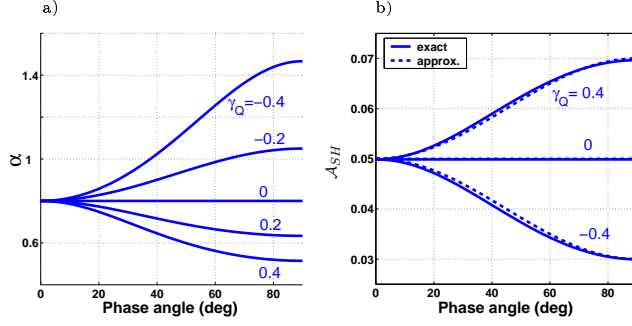 a)
α
1.4
1
0.6
γQ=−0.4
−0.2
0
0.2
0.4
0
20
40
60
80
Phase angle (deg)
b)
exact
approx.
𝒜SH
0.07
0.06
0.05
0.04
0.03
γQ= 0.4
0
−0.4
0
20
40
60
80
Phase angle (deg)